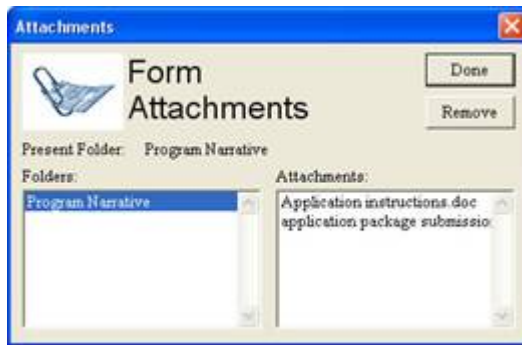 Attachments
Form
Attachments
Done
Remove
Present Folder: Program Narrative
Folders:
Attachments:
Program Narrative
Application instructions.doc
application package submissio